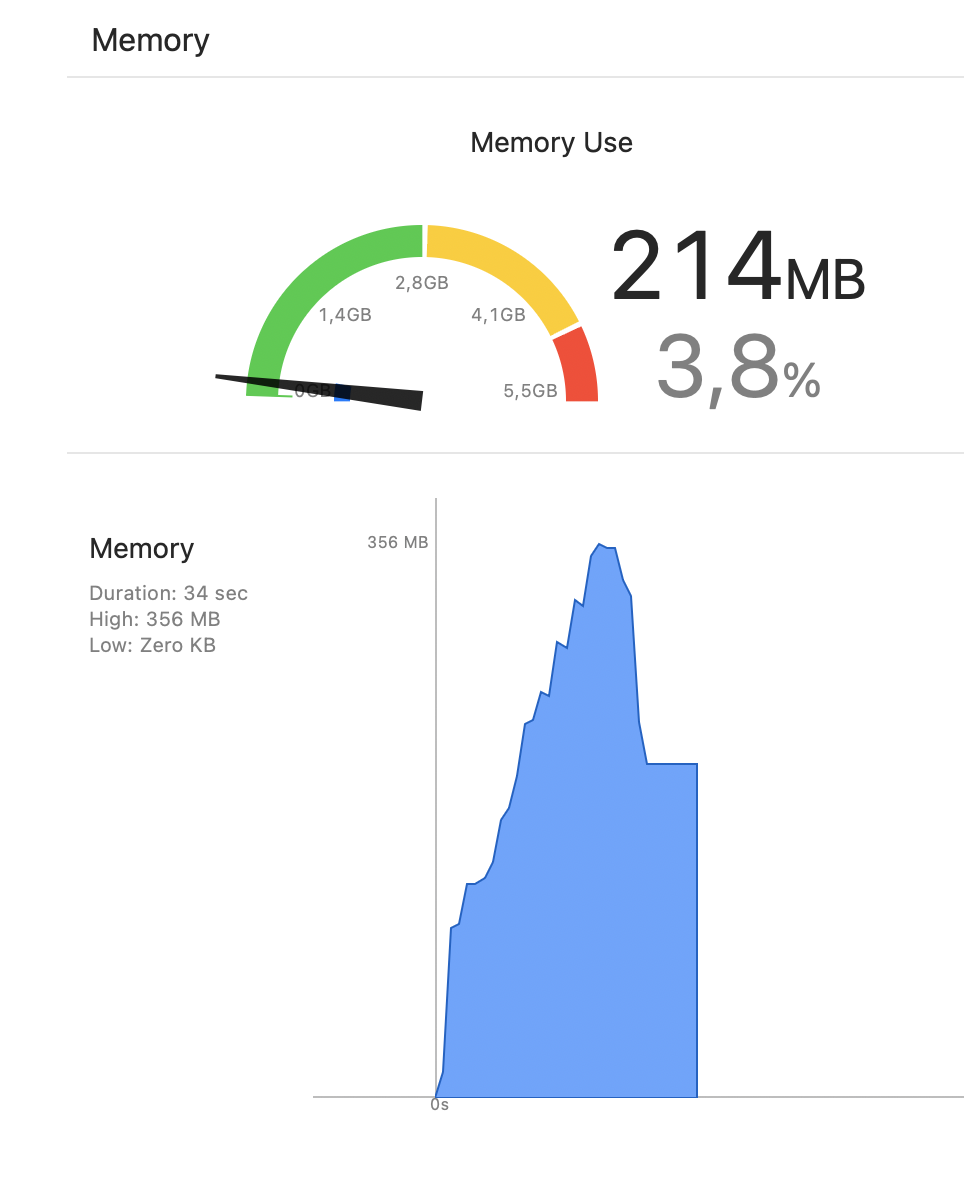 Memory
Memory Use
2,8GB
1,4GB
4,1GB
0GB
5,5GB
214MB
3,8%
Memory
Duration: 34 sec
High: 356 MB
Low: Zero KB
356 MB
0s